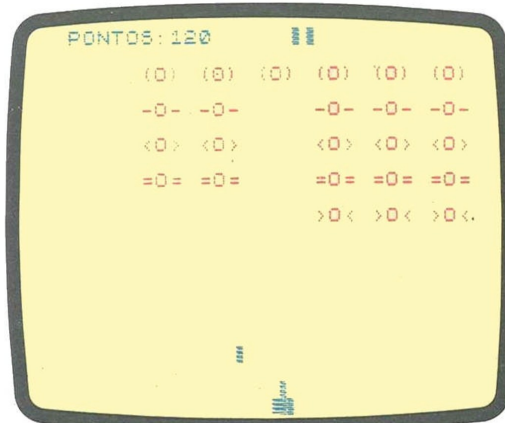 PONTOS:120
(O) (O) (O) (O) (O) (O)
-O- -O- -O- -O- -O-
<O> <O> <O> <O> <O>
=O= =O= =O= =O= =O=
>O< >O< >O<